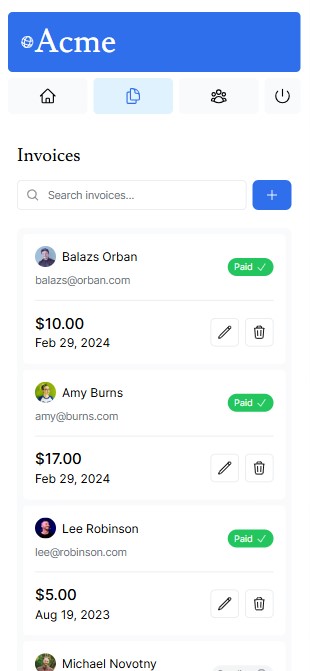 Acme
Invoices
Search invoices...
Balazs Orban
balazs@orban.com
Paid
$10.00
Feb 29, 2024
Amy Burns
amy@burns.com
Paid
$17.00
Feb 29, 2024
Lee Robinson
lee@robinson.com
Paid
$5.00
Aug 19, 2023
Michael Novotny